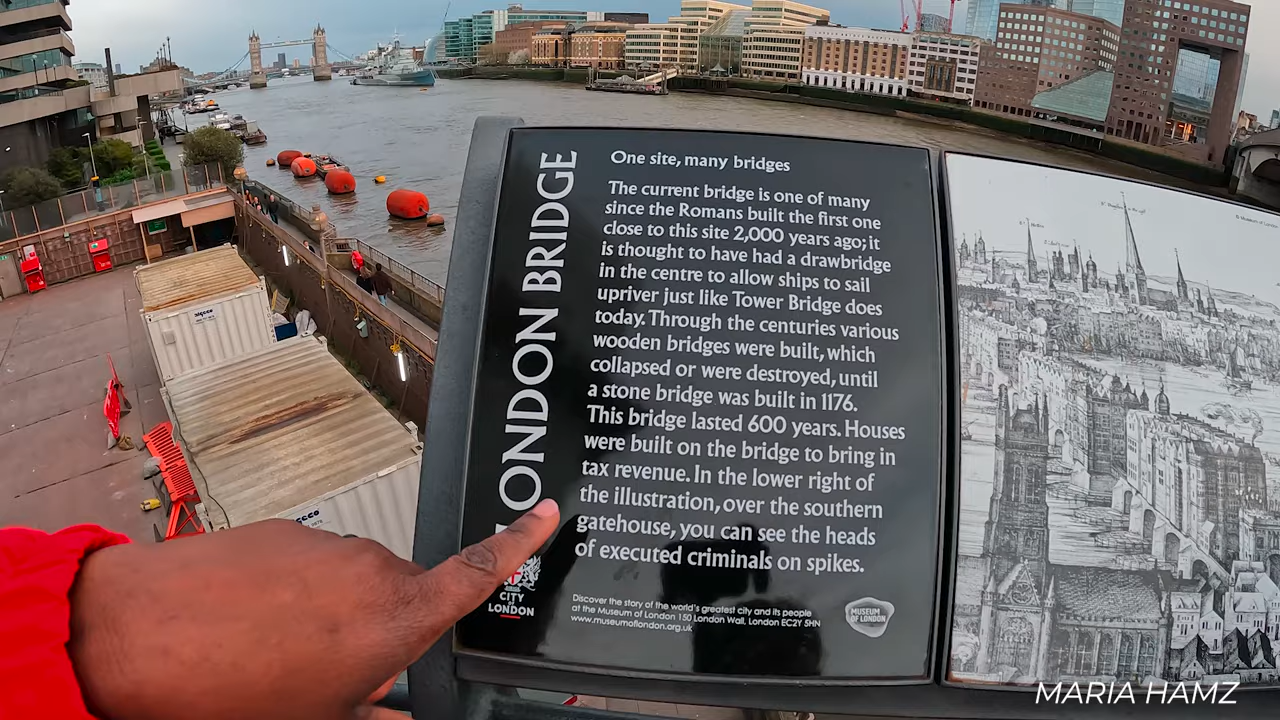 LONDON BRIDGE
One site, many bridges
The current bridge is one of many
since the Romans built the first one
close to this site 2,000 years ago; it
is thought to have had a drawbridge
in the centre to allow ships to sail
upriver just like Tower Bridge does
today. Through the centuries various
wooden bridges were built, which
collapsed or were destroyed, until
a stone bridge was built in 1176.
This bridge lasted 600 years. Houses
were built on the bridge to bring in
tax revenue. In the lower right of
the illustration, over the southern
gatehouse, you can see the heads
of executed criminals on spikes.
CITY
OF
LONDON
Discover the story of the world's greatest city and its people
at the Museum of London 150 London Wall, London EC2Y 5HN
www.museumoflondon.org.uk
MUSEUM
OF LONDON
© Museum of London
MARIA HAMZ